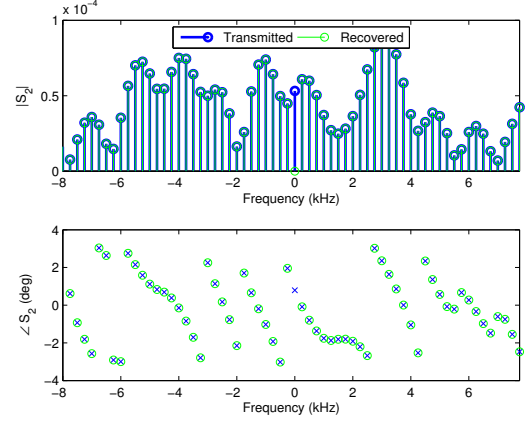 x 10⁻⁴
1
Transmitted Recovered
|S₂|
0.5
0
-8 -6 -4 -2 0 2 4 6
Frequency (kHz)
4
2
∠ S₂ (deg)
0
-2
-4
-8 -6 -4 -2 0 2 4 6
Frequency (kHz)